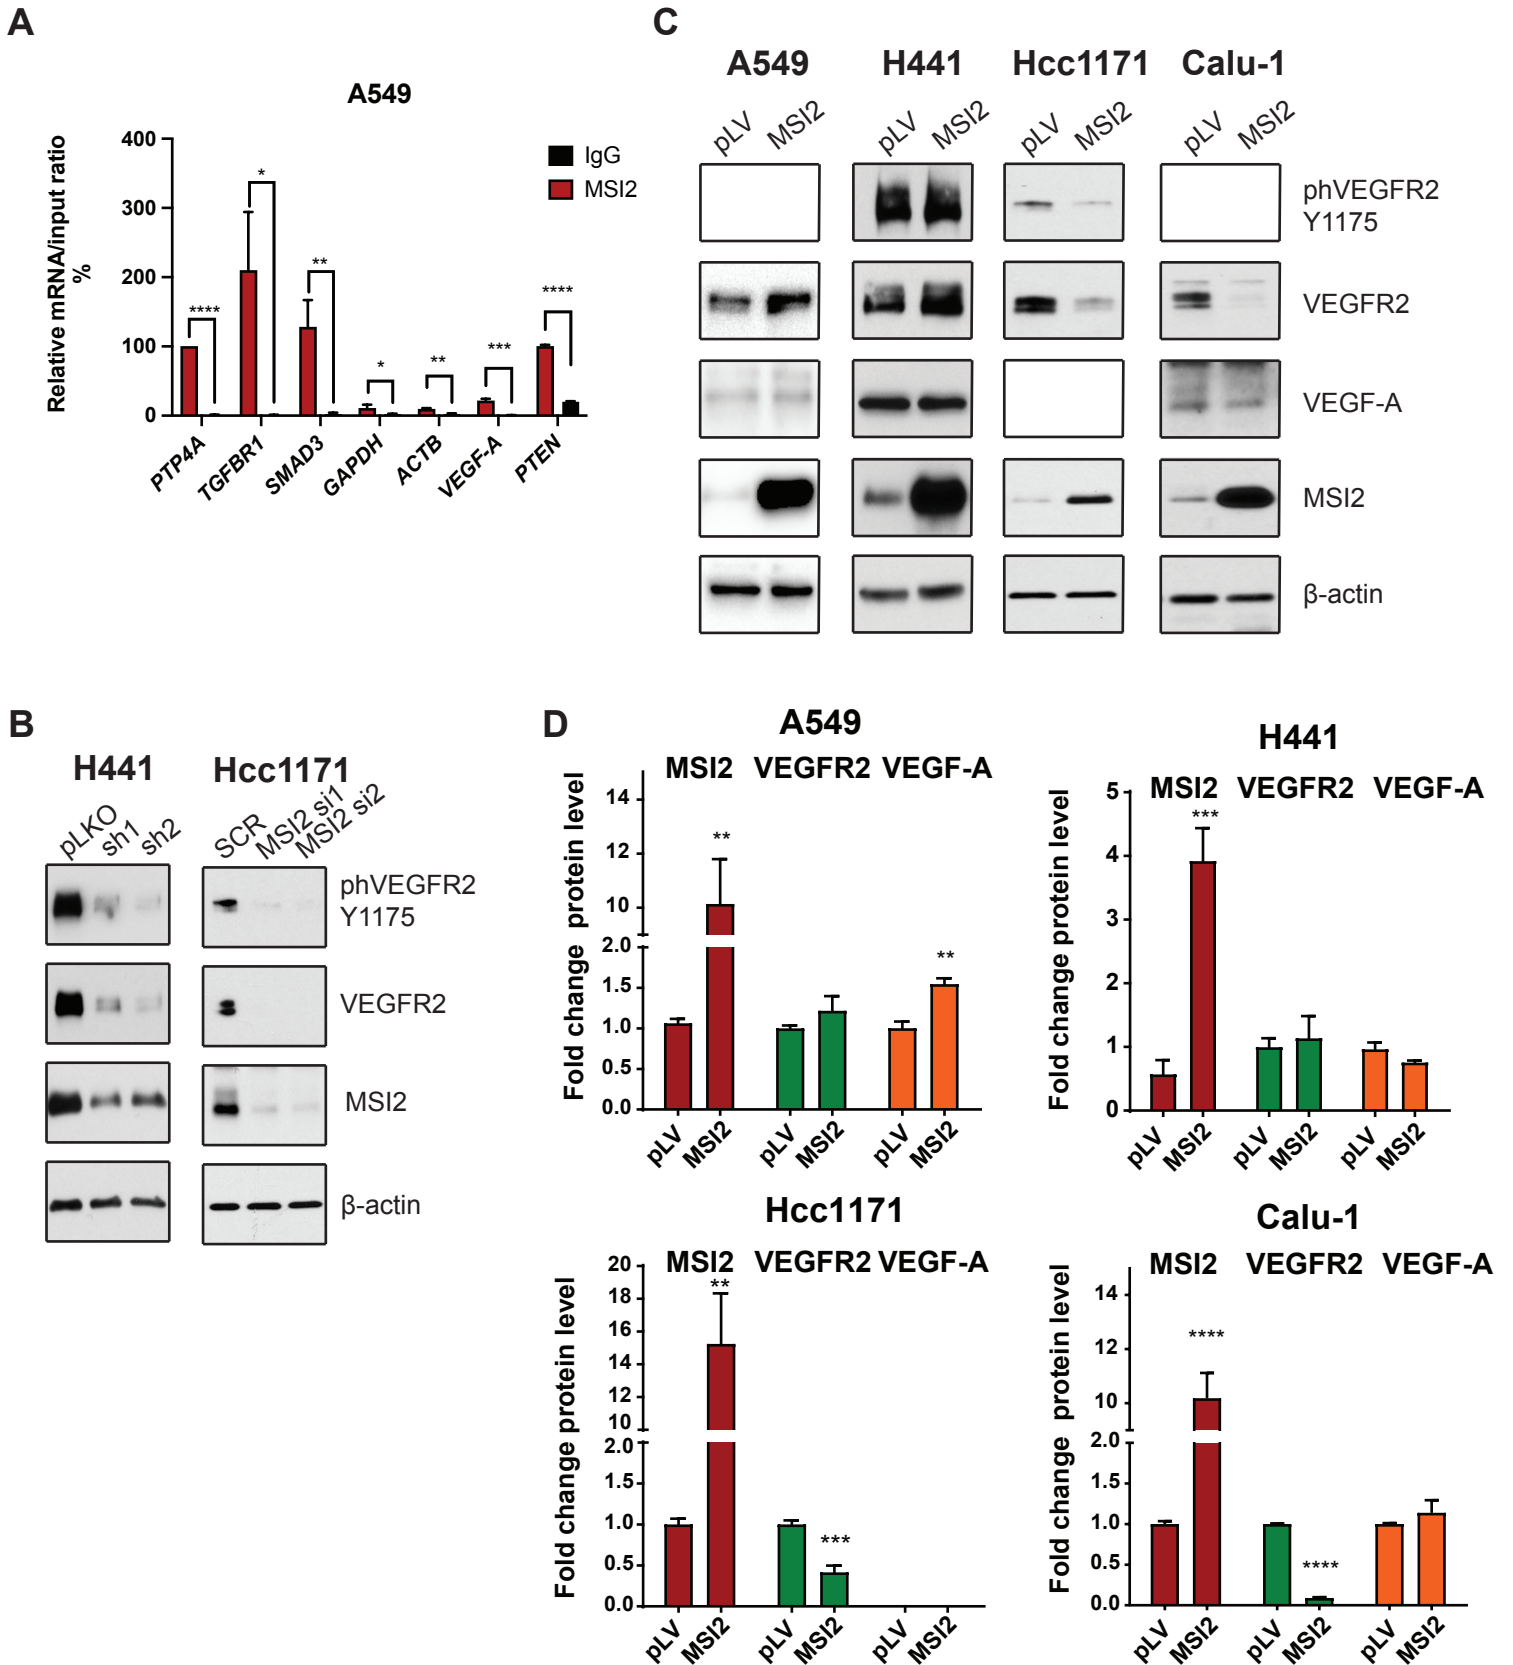 A
A549
Relative mRNA/input ratio
%
400
300
200
100
0
*
**
****
****
*
**
***
IgG
MSI2
PTP4A
TGFBR1
SMAD3
GAPDH
ACTB
VEGF-A
PTEN
C
A549
H441
Hcc1171
Calu-1
pLV
MSI2
pLV
MSI2
pLV
MSI2
pLV
MSI2
phVEGFR2
Y1175
VEGFR2
VEGF-A
MSI2
β-actin
B
H441
Hcc1171
pLKO
sh1
sh2
SCR
MSI2 si1
MSI2 si2
phVEGFR2
Y1175
VEGFR2
MSI2
β-actin
D
A549
MSI2 VEGFR2 VEGF-A
Fold change protein level
14
12
10
2.0
1.5
1.0
0.5
0.0
**
**
pLV
MSI2
pLV
MSI2
pLV
MSI2
H441
MSI2 VEGFR2 VEGF-A
Fold change protein level
5
4
3
2
1
0
***
pLV
MSI2
pLV
MSI2
pLV
MSI2
Hcc1171
MSI2 VEGFR2 VEGF-A
Fold change protein level
20
18
16
14
12
10
2.0
1.5
1.0
0.5
0.0
**
***
pLV
MSI2
pLV
MSI2
pLV
MSI2
Calu-1
MSI2 VEGFR2 VEGF-A
Fold change protein level
14
12
10
2.0
1.5
1.0
0.5
0.0
****
****
pLV
MSI2
pLV
MSI2
pLV
MSI2